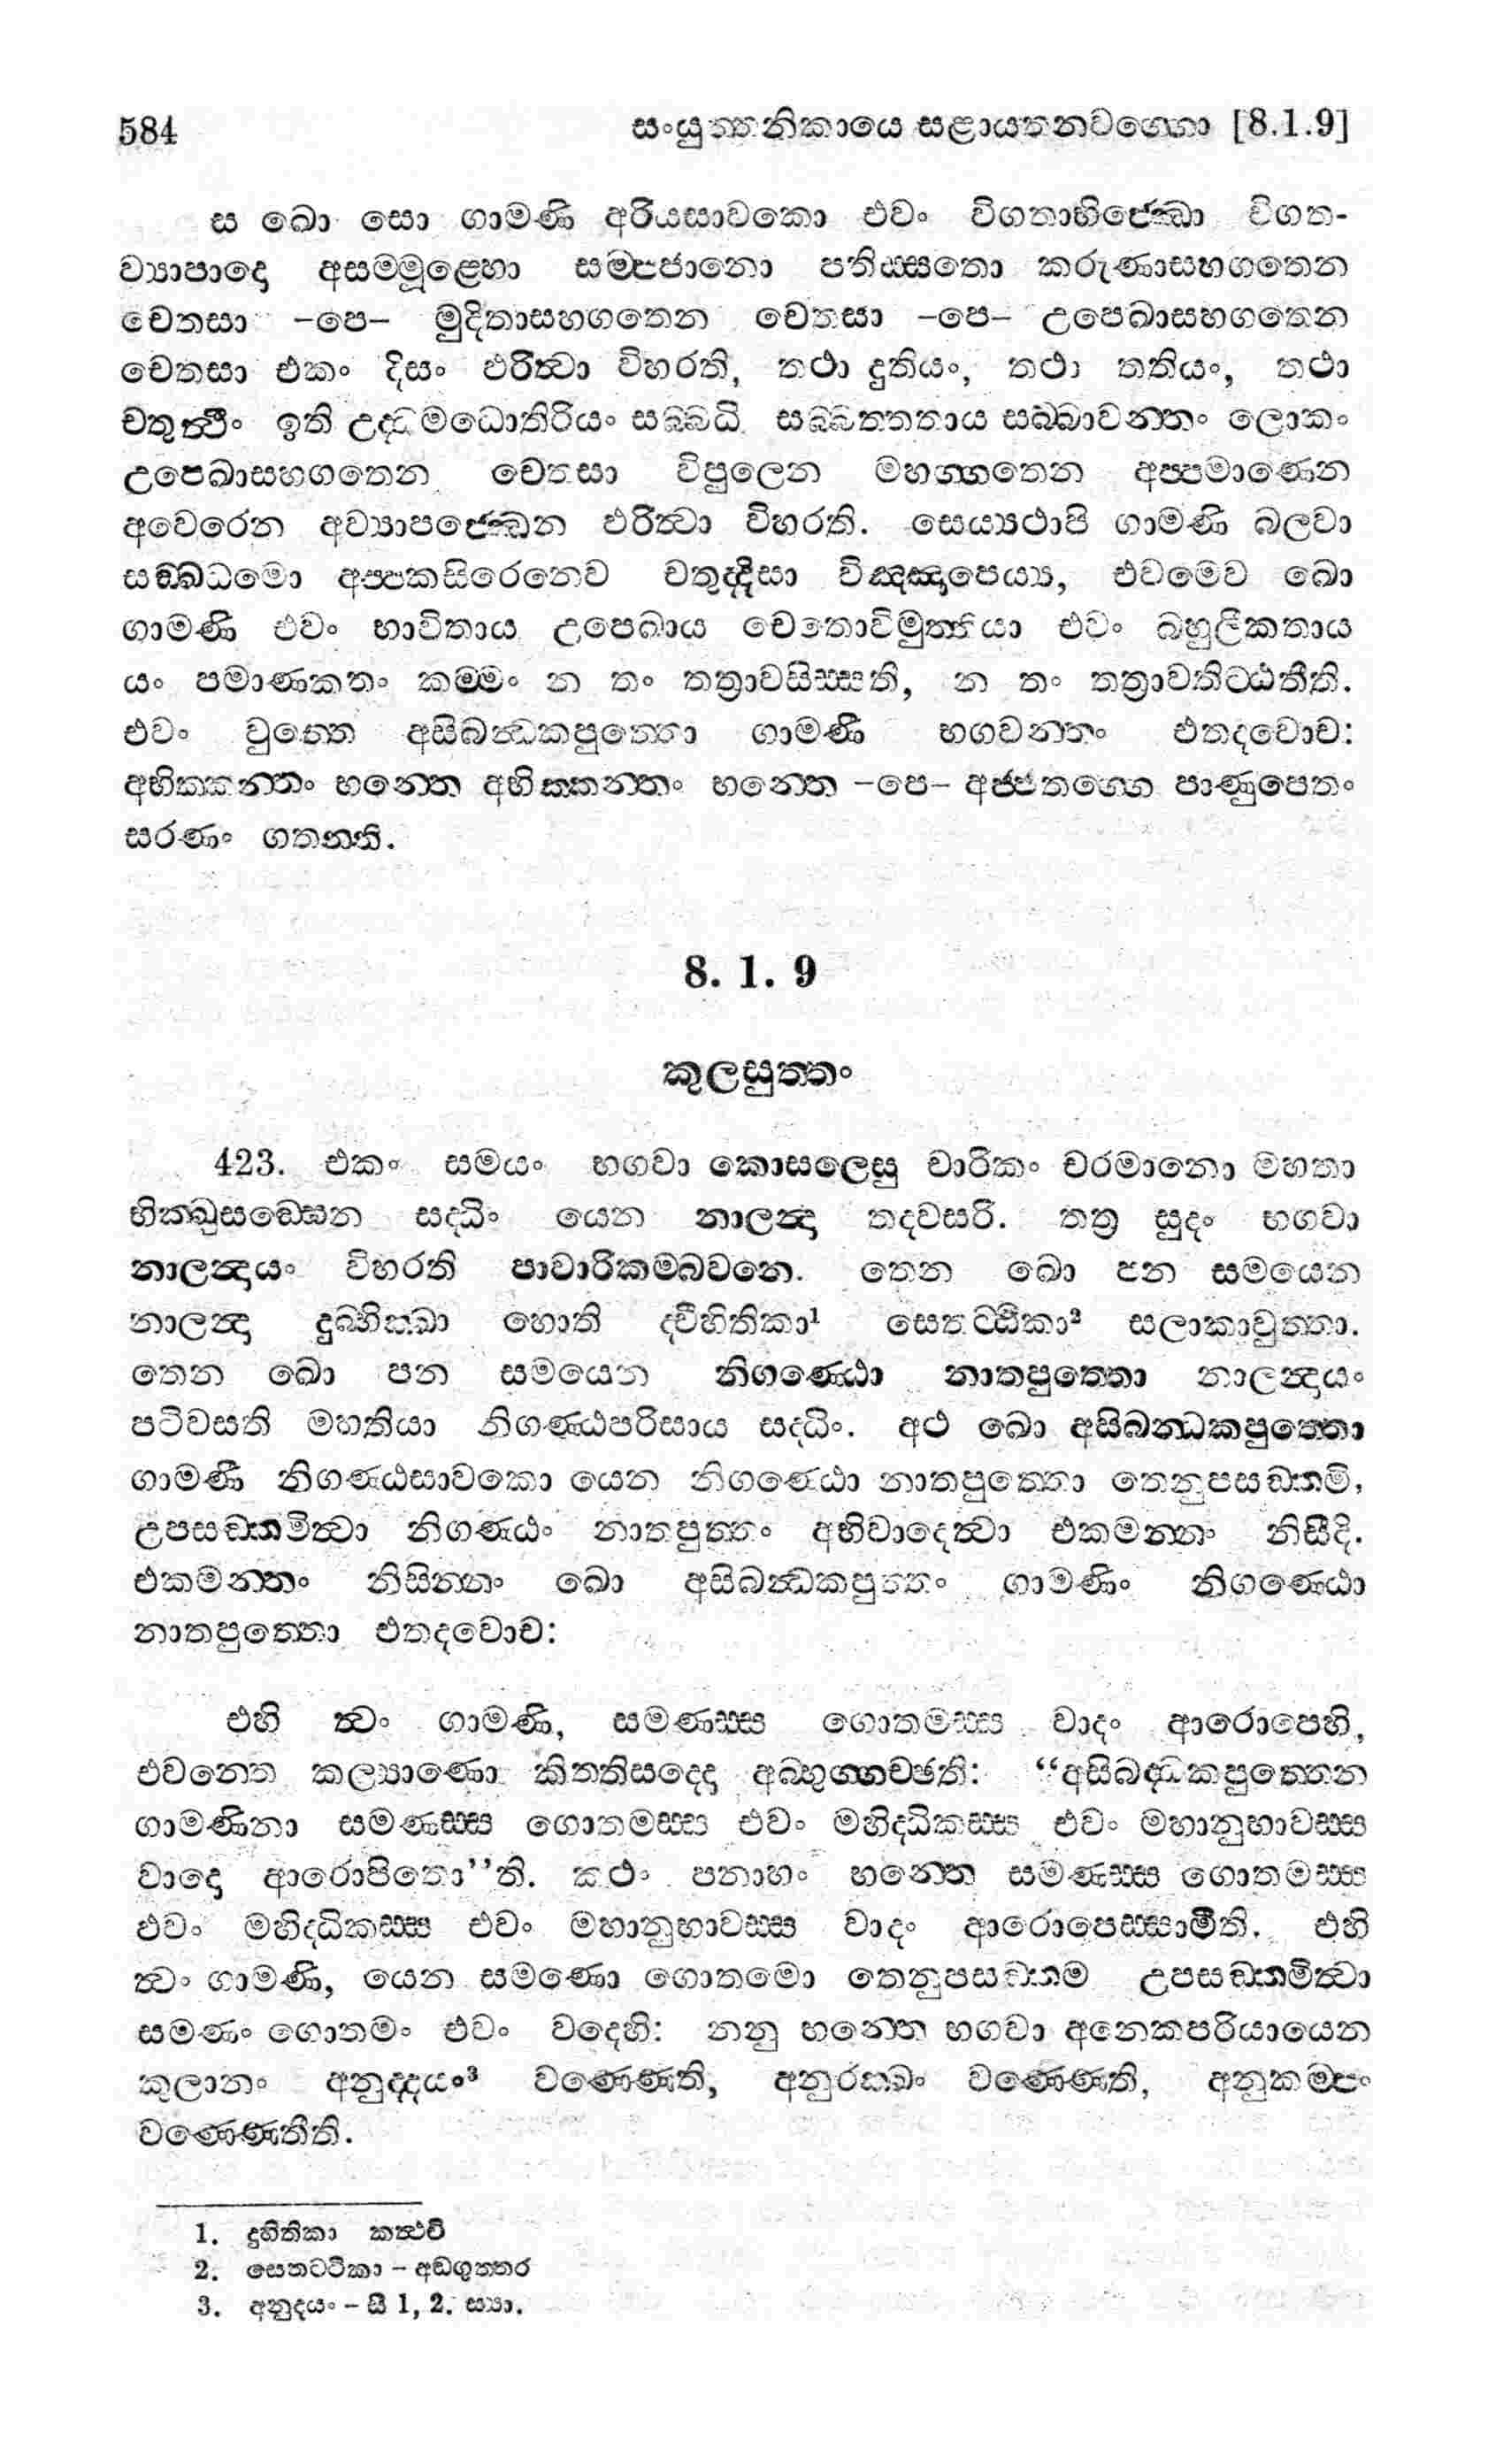 584 සංයුත්තනිකායෙ සළායතනවග්ගො [8.1.9]
ස ඛො සො ගාමණි අරියසාවකො එවං විගතාභිජ්ඣො විගත-
ව්‍යාපාදො අසම්මූළ්හො සම්පජානො පතිස්සතො කරුණාසහගතෙන
චෙතසා –පෙ– මුදිතාසහගතෙන චෙතසා –පෙ– උපෙඛාසහගතෙන
චෙතසා එකං දිසං ඵරිත්‍වා විහරති, තථා දුතියං, තථා තතියං, තථා
චතුත්‍ථිං ඉති උද්ධමධොතිරියං සබ්බධි සබ්බත්තතාය සබ්බාවන්තං ලොකං
උපෙඛාසහගතෙන චෙතසා විපුලෙන මහග්ගතෙන අප්පමාණෙන
අවෙරෙන අව්‍යාපජ්ඣෙන ඵරිත්‍වා විහරති. සෙය්‍යථාපි ගාමණි බලවා
සඞ්ඛධමො අප්පකසිරෙනෙව චතුද්දිසා විඤ්ඤාපෙය්‍ය, එවමෙව ඛො
ගාමණි එවං භාවිතාය උපෙඛාය චෙතොවිමුත්තියා එවං බහුලීකතාය
යං පමාණකතං කම්මං න තං තත්‍රාවසිස්සති, න තං තත්‍රාවතිට්ඨතීති.
එවං වුත්තෙ අසිබන්‍ධකපුත්තො ගාමණී භගවන්තං එතදවොච:
අභික්කන්තං භන්තෙ අභික්කන්තං භන්තෙ –පෙ– අජ්ජතග්ගෙ පාණුපෙතං
සරණං ගතන්ති.
8. 1. 9
කුලසුත්තං
423. එකං සමයං භගවා කොසලෙසු චාරිකං චරමානො මහතා
භික්ඛුසඞ්ඝෙන සද්ධිං යෙන නාලන්‍දා තදවසරි. තත්‍ර සුදං භගවා
නාලන්‍දායං විහරති පාවාරිකම්බවනෙ. තෙන ඛො පන සමයෙන
නාලන්‍දා දුබ්භික්ඛා හොති ද්වීහිතිකා¹ සෙතට්ඨිකා² සලාකාවුත්තා.
තෙන ඛො පන සමයෙන නිගණ්ඨො නාතපුත්තො නාලන්‍දායං
පටිවසති මහතියා නිගණ්ඨපරිසාය සද්ධිං. අථ ඛො අසිබන්‍ධකපුත්තො
ගාමණී නිගණ්ඨසාවකො යෙන නිගණ්ඨො නාතපුත්තො තෙනුපසඞ්කමි,
උපසඞ්කමිත්‍වා නිගණ්ඨං නාතපුත්තං අභිවාදෙත්‍වා එකමන්තං නිසීදි.
එකමන්තං නිසින්නං ඛො අසිබන්‍ධකපුත්තං ගාමණිං නිගණ්ඨො
නාතපුත්තො එතදවොච:
එහි ත්‍වං ගාමණි, සමණස්ස ගොතමස්ස වාදං ආරොපෙහි,
එවන්තෙ කල්‍යාණො කිත්තිසද්දො අබ්භුග්ගච්ඡති: “අසිබන්‍ධකපුත්තෙන
ගාමණිනා සමණස්ස ගොතමස්ස එවං මහිද්ධිකස්ස එවං මහානුභාවස්ස
වාදො ආරොපිතො’’ති. කථං පනාහං භන්තෙ සමණස්ස ගොතමස්ස
එවං මහිද්ධිකස්ස එවං මහානුභාවස්ස වාදං ආරොපෙස්සාමීති. එහි
ත්‍වං ගාමණි, යෙන සමණො ගොතමො තෙනුපසඞ්කම උපසඞ්කමිත්‍වා
සමණං ගොතමං එවං වදෙහි: නනු භන්තෙ භගවා අනෙකපරියායෙන
කුලානං අනුද්දයං³ වණ්ණෙති, අනුරක්ඛං වණ්ණෙති, අනුකම්පං
වණ්ණෙතීති.
1. දුහිතිකා කත්‍ථචි
2. සෙතට්ටිකා – අඞ්ගුත්තර
3. අනුදයං – සී 1, 2. ස්‍යා.